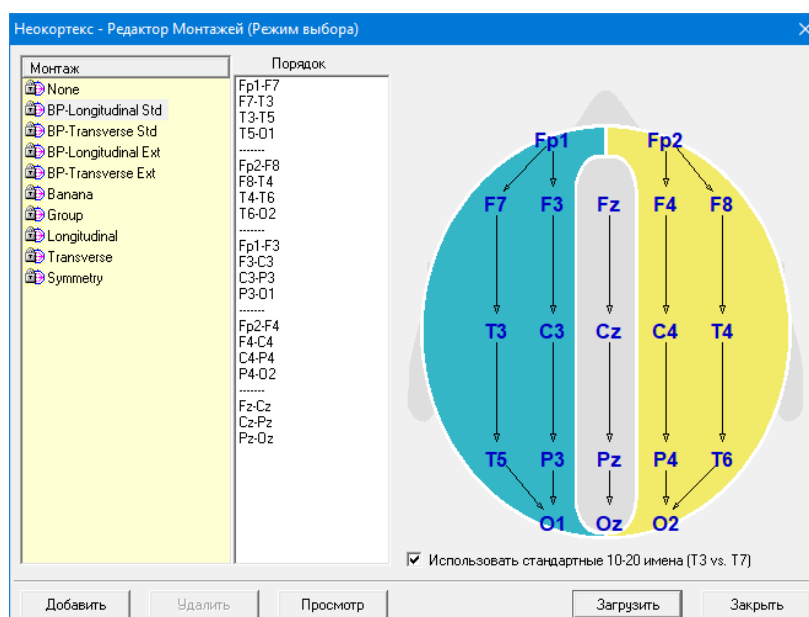 Неокортекс - Редактор Монтажей (Режим выбора)
Монтаж
None
BP-Longitudinal Std
BP-Transverse Std
BP-Longitudinal Ext
BP-Transverse Ext
Banana
Group
Longitudinal
Transverse
Symmetry
Порядок
Fp1-F7
F7-T3
T3-T5
T5-O1
-------
Fp2-F8
F8-T4
T4-T6
T6-O2
-------
Fp1-F3
F3-C3
C3-P3
P3-O1
-------
Fp2-F4
F4-C4
C4-P4
P4-O2
-------
Fz-Cz
Cz-Pz
Pz-Oz
Fp1 Fp2
F7 F3 Fz F4 F8
T3 C3 Cz C4 T4
T5 P3 Pz P4 T6
O1 Oz O2
Использовать стандартные 10-20 имена (T3 vs. T7)
Добавить Удалить Просмотр Загрузить Закрыть